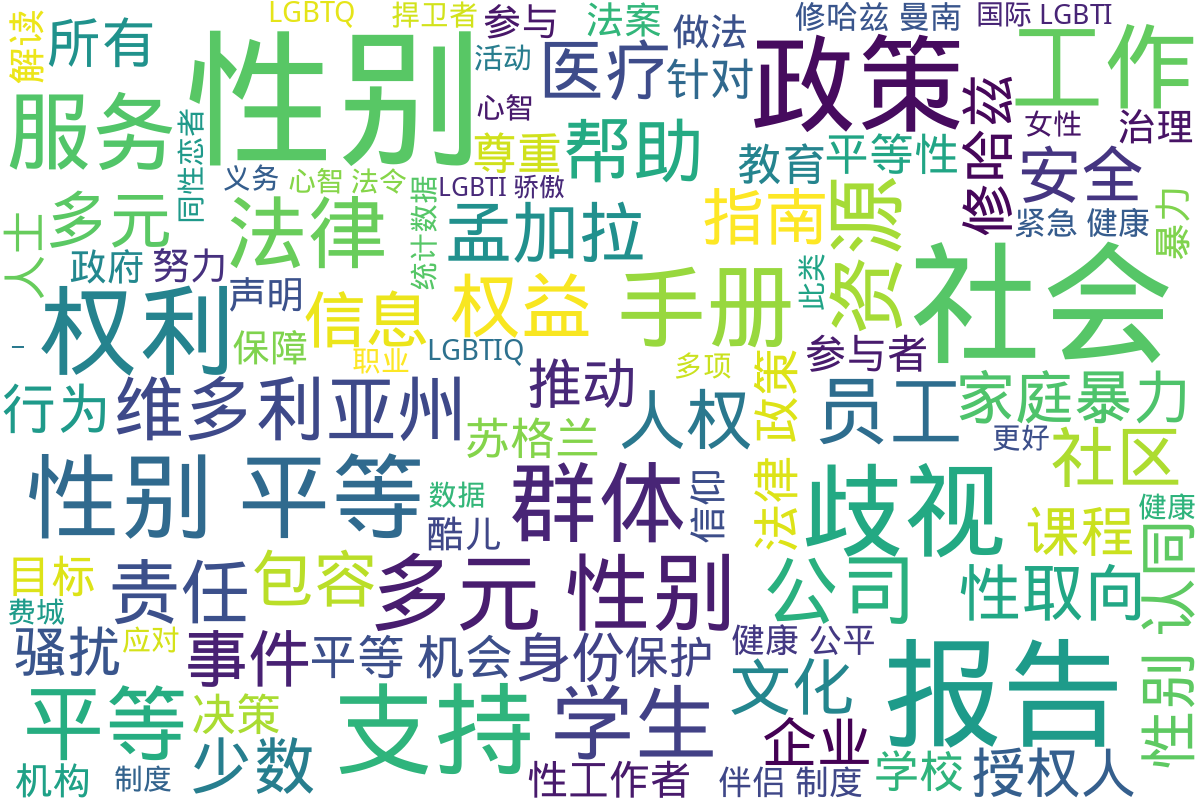 LGBTQ
捍卫者
参与
法案
做法
修哈兹 曼南
国际 LGBTI
解读
所有
性别
活动
医疗
针对
政策
工作
服务
心智
修哈兹
女性
治理
同性恋者
尊重
帮助
教育
平等性
安全
义务
心智 法令
LGBTI 骄傲
人士
多元
法律
统计数据
孟加拉
指南
资源
紧急 健康
暴力
政府
努力
声明
此类
社会
权利
信息
权益
手册
保障
职业
LGBTIQ
多项
参与者
行为
维多利亚州
推动
人权
政策
员工
家庭暴力
苏格兰
更好
社区
性别 平等
数据
群体
信仰
法律
歧视
健康
酷儿
课程
目标
责任
包容
多元 性别
公司
性取向
性别 认同
费城
骚扰
应对
事件
平等 机会
身份
保护
健康 公平
文化
报告
平等
决策
支持
学生
企业
机构
制度
少数
性工作者
伴侣 制度
学校
授权人